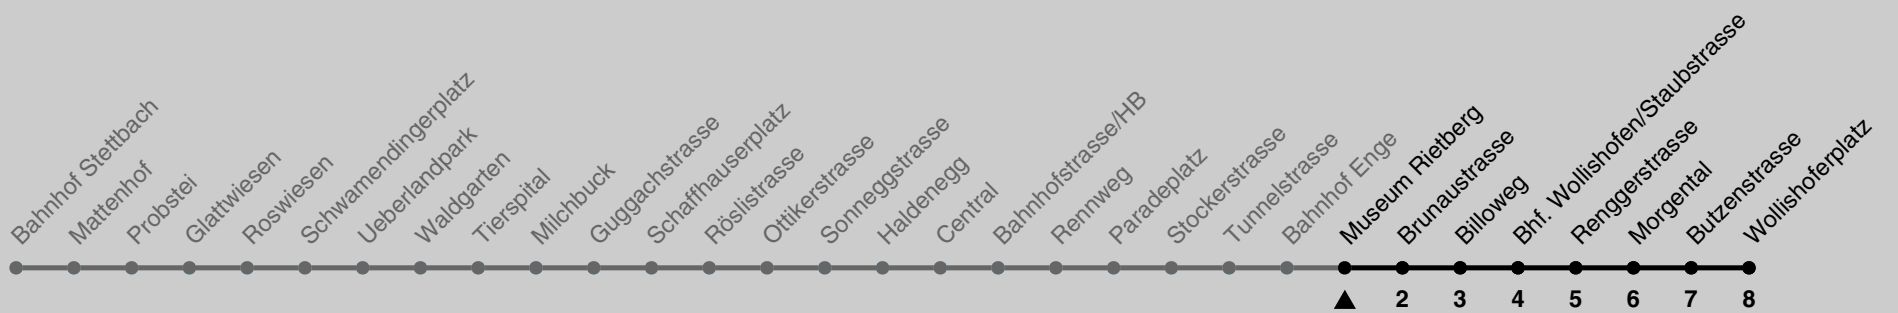 Bahnhof Stettbach
Mattenhof
Probstei
Glattwiesen
Roswiesen
Schwamendingerplatz
Ueberlandpark
Waldgarten
Tierspital
Milchbuck
Guggachstrasse
Schaffhauserplatz
Röslistrasse
Ottikerstrasse
Sonneggstrasse
Haldenegg
Central
Bahnhofstrasse/HB
Rennweg
Paradeplatz
Stockerstrasse
Tunnelstrasse
Bahnhof Enge
Museum Rietberg
Brunaustrasse
Billoweg
Bhf. Wollishofen/Staubstrasse
Renggerstrasse
Morgental
Butzenstrasse
Wollishoferplatz
2 3 4 5 6 7 8